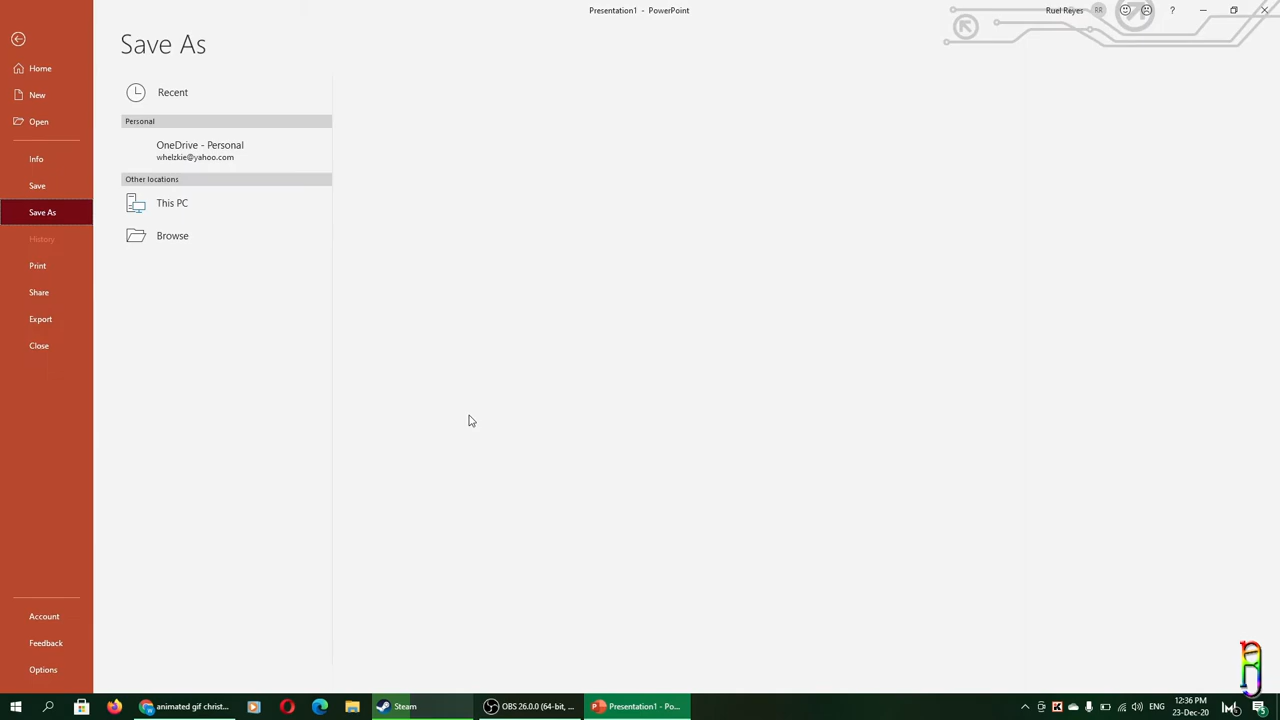 Presentation1 - PowerPoint
Ruel Reyes
RR
?
Save As
Home
New
Open
Info
Save
Save As
History
Print
Share
Export
Close
Account
Feedback
Options
Recent
Personal
OneDrive - Personal
whelzkie@yahoo.com
Other locations
This PC
Browse
animated gif christ...
Steam
OBS 26.0.0 (64-bit, ...
Presentation1 - Po...
ENG
12:36 PM
23-Dec-20
5